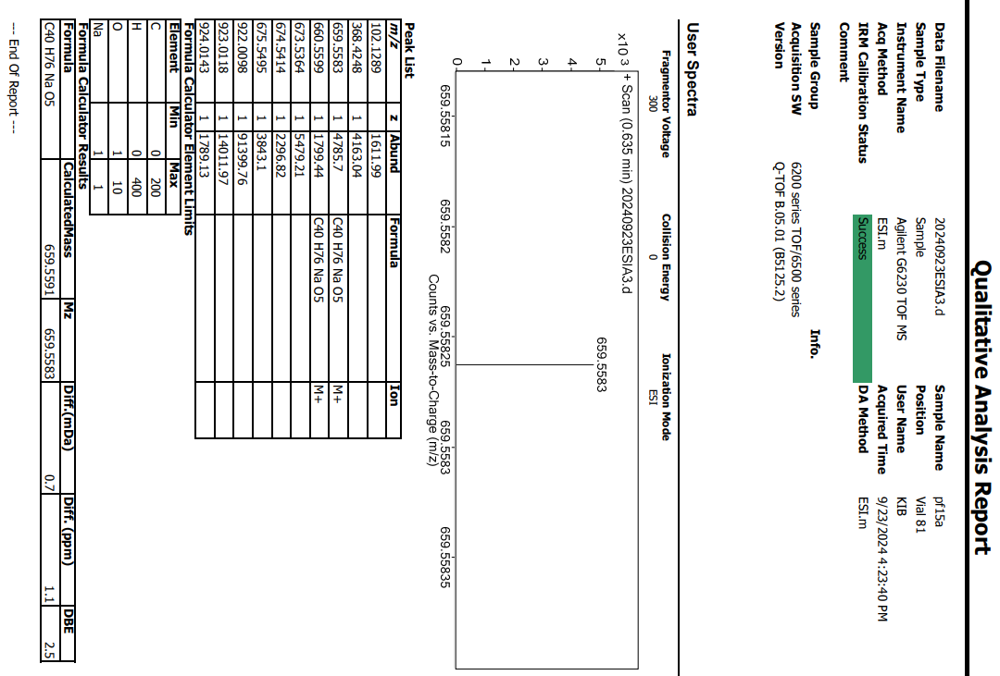 Qualitative Analysis Report
Data Filename 20240923ESIA3.d Sample Name pf15a
Sample Type Sample Position Vial 81
Instrument Name Agilent G6230 TOF MS User Name KIB
Acq Method ESI.m Acquired Time 9/23/2024 4:23:40 PM
IRM Calibration Status Success DA Method ESI.m
Comment
Sample Group Info.
Acquisition SW 6200 series TOF/6500 series
Version Q-TOF B.05.01 (B5125.2)
User Spectra
Fragmentor Voltage Collision Energy Ionization Mode
300 0 ESI
x10 3 + Scan (0.635 min) 20240923ESIA3.d
5
4
3
2
1
0
659.5583
659.55815 659.5582 659.55825 659.5583 659.55835
Counts vs. Mass-to-Charge (m/z)
Peak List
m/z z Abund Formula Ion
102.1289 1611.99
368.4248 1 4163.04
659.5583 1 4785.7 C40 H76 Na O5 M+
660.5599 1 1799.44 C40 H76 Na O5 M+
673.5364 1 5479.21
674.5414 1 2296.82
675.5495 1 3843.1
922.0098 1 91399.76
923.0118 1 14011.97
924.0143 1 1789.13
Formula Calculator Element Limits
Element Min Max
C 0 200
H 0 400
O 1 10
Na 1 1
Formula Calculator Results
Formula CalculatedMass Mz Diff.(mDa) Diff. (ppm) DBE
C40 H76 Na O5 659.5591 659.5583 0.7 1.1 2.5
--- End Of Report ---